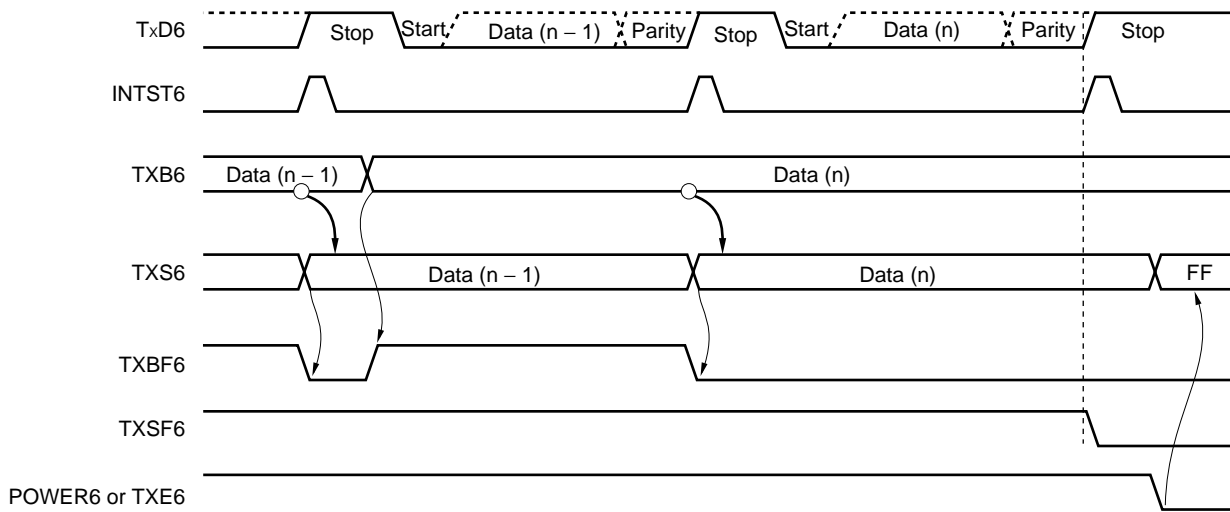 TxD6 Stop Start Data (n – 1) Parity Stop Start Data (n) Parity Stop
INTST6
TXB6 Data (n – 1) Data (n)
TXS6 Data (n – 1) Data (n) FF
TXBF6
TXSF6
POWER6 or TXE6